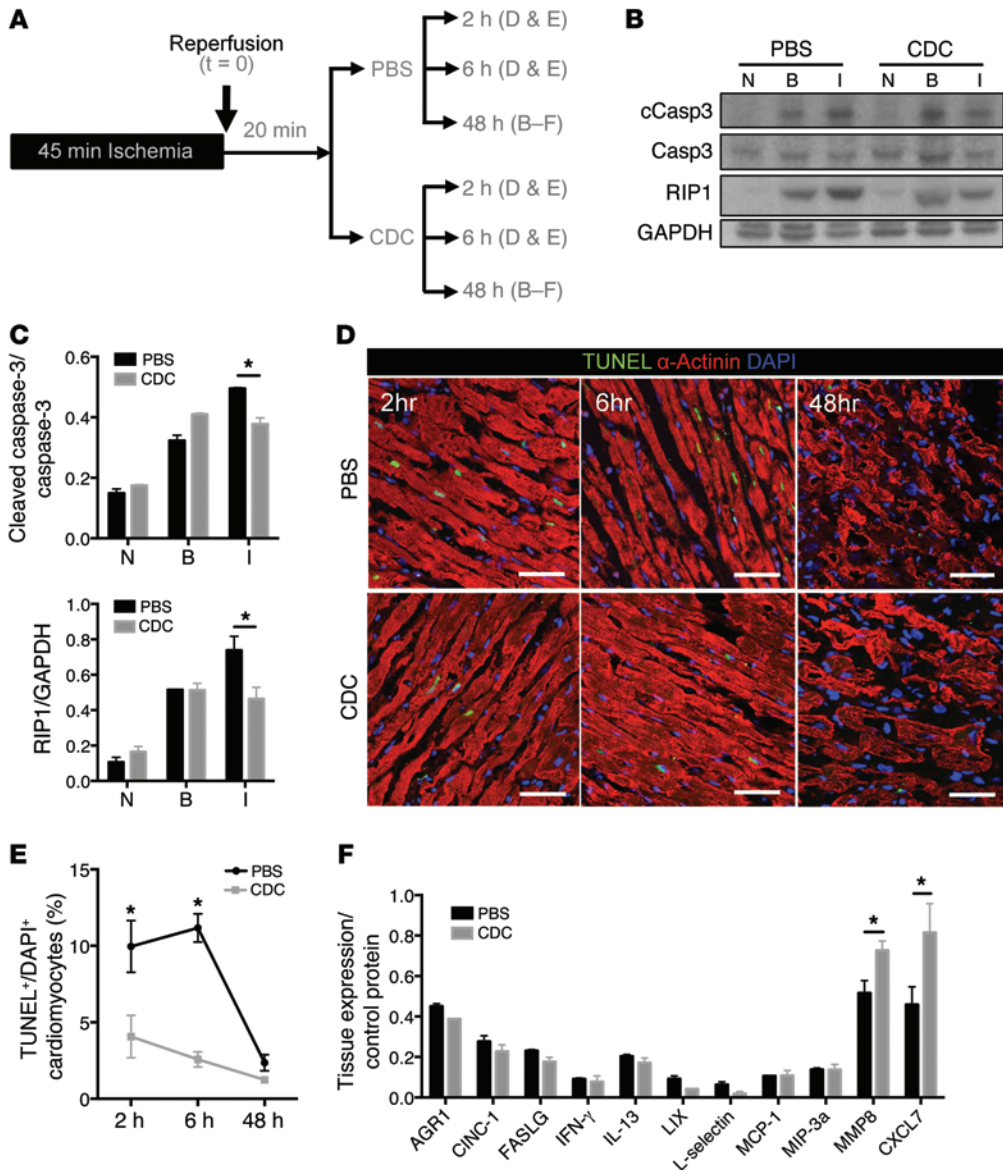 A
Reperfusion
(t = 0)
45 min Ischemia
20 min
PBS
2 h (D & E)
6 h (D & E)
48 h (B–F)
CDC
2 h (D & E)
6 h (D & E)
48 h (B–F)
B
PBS CDC
N B I N B I
cCasp3
Casp3
RIP1
GAPDH
C
Cleaved caspase-3/
caspase-3
0.6
0.4
0.2
0.0
PBS
CDC
*
N B I
RIP1/GAPDH
1.0
0.8
0.6
0.4
0.2
0.0
PBS
CDC
*
N B I
D
TUNEL α-Actinin DAPI
2hr 6hr 48hr
PBS
CDC
E
TUNEL+/DAPI+
cardiomyocytes (%)
15
10
5
0
PBS
CDC
* *
2 h 6 h 48 h
F
Tissue expression/
control protein
1.0
0.8
0.6
0.4
0.2
0.0
PBS
CDC
* *
AGR1 CINC-1 FASLG IFN-γ IL-13 LIX L-selectin MCP-1 MIP-3a MMP8 CXCL7